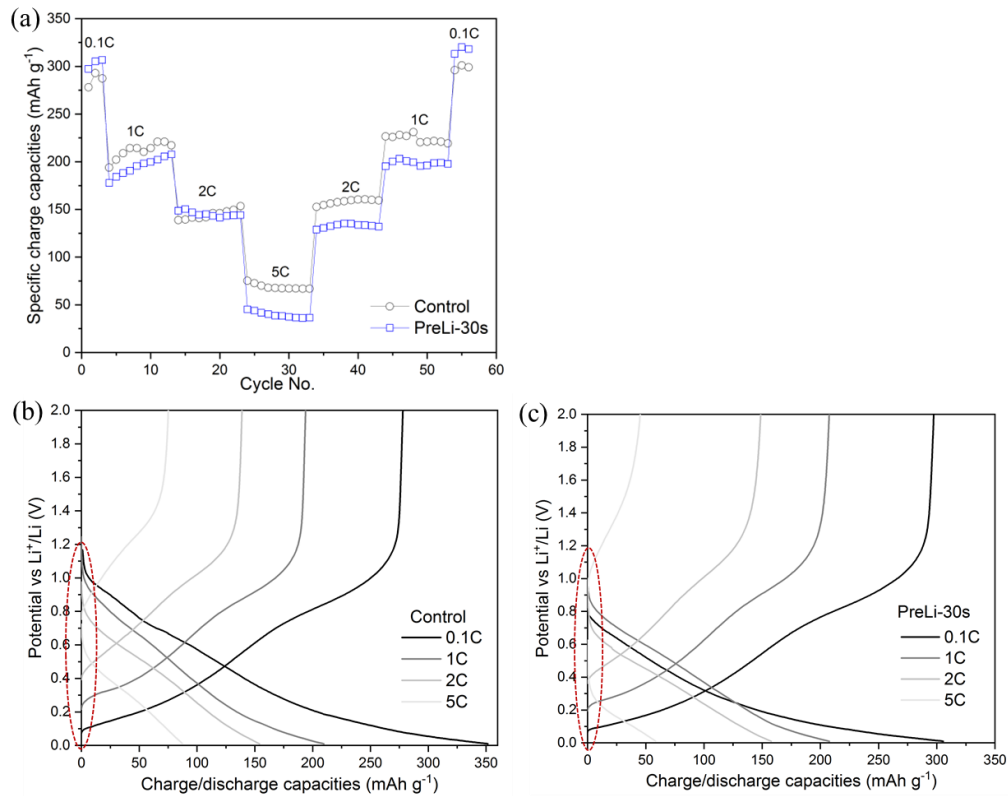 (a)
350
300
250
200
150
100
50
0
0.1C
1C
2C
5C
2C
1C
0.1C
Control
PreLi-30s
0 10 20 30 40 50 60
Cycle No.
Specific charge capacities (mAh g⁻¹)
(b)
2.0
1.8
1.6
1.4
1.2
1.0
0.8
0.6
0.4
0.2
0.0
Potential vs Li⁺/Li (V)
Control
0.1C
1C
2C
5C
0 50 100 150 200 250 300 350
Charge/discharge capacities (mAh g⁻¹)
(c)
2.0
1.8
1.6
1.4
1.2
1.0
0.8
0.6
0.4
0.2
0.0
Potential vs Li⁺/Li (V)
PreLi-30s
0.1C
1C
2C
5C
0 50 100 150 200 250 300 350
Charge/discharge capacities (mAh g⁻¹)